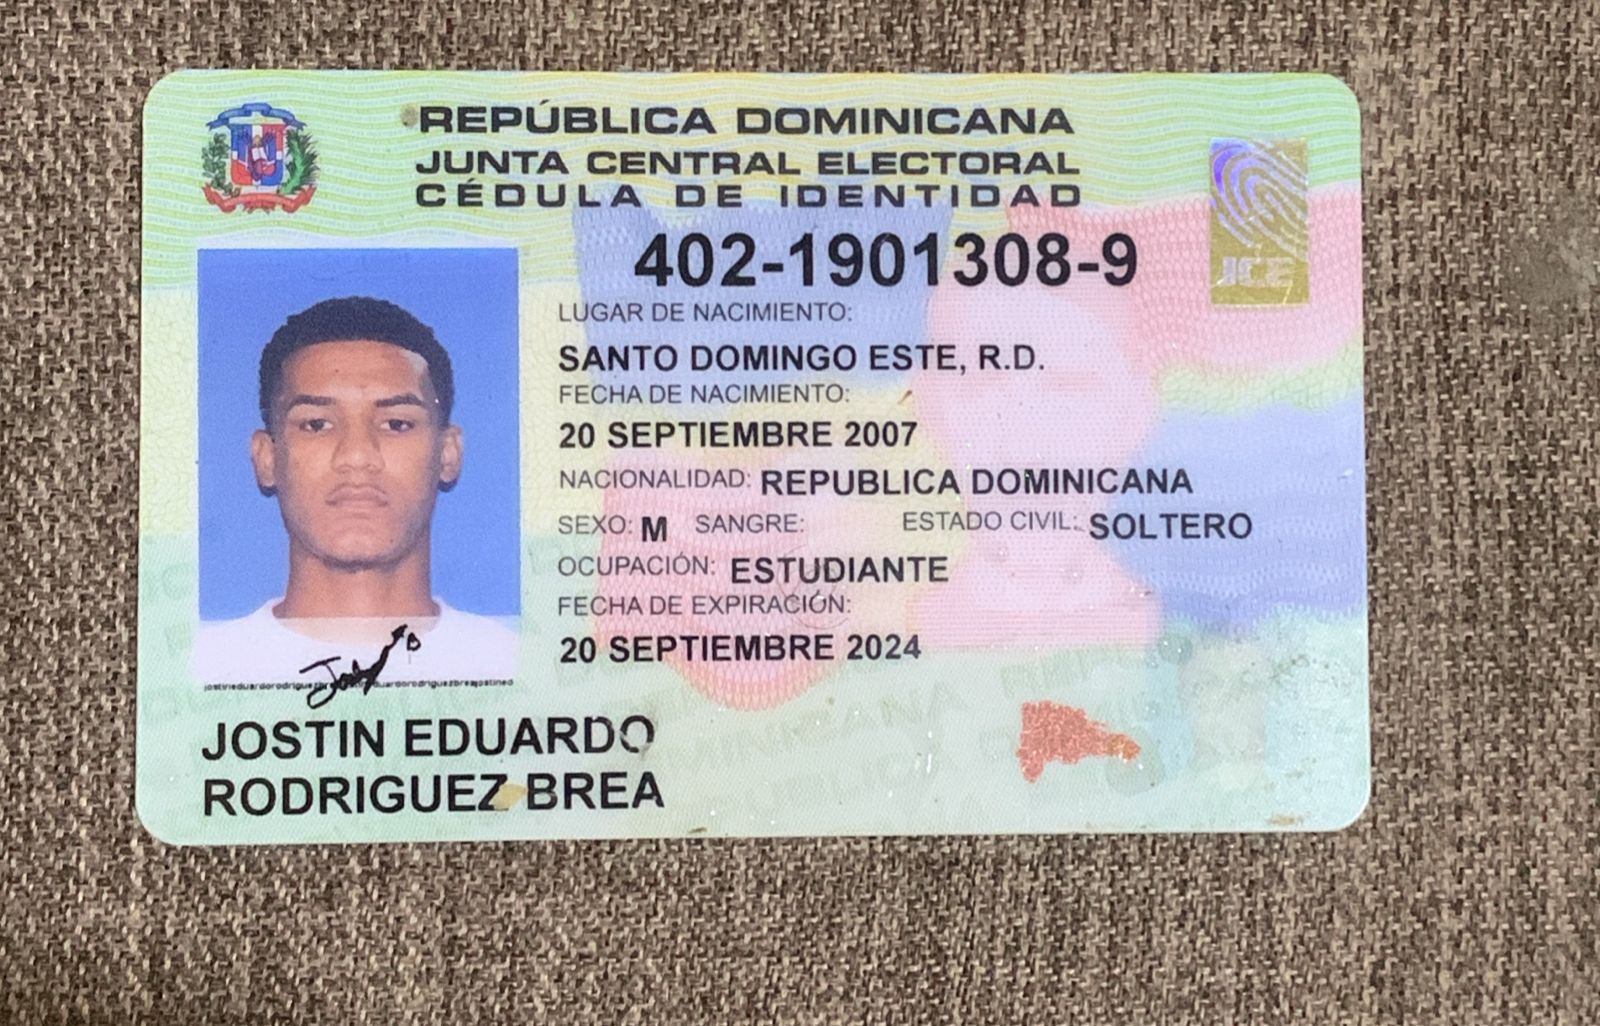 REPÚBLICA DOMINICANA
JUNTA CENTRAL ELECTORAL
CÉDULA DE IDENTIDAD
402-1901308-9
JCE
LUGAR DE NACIMIENTO:
SANTO DOMINGO ESTE, R.D.
FECHA DE NACIMIENTO:
20 SEPTIEMBRE 2007
NACIONALIDAD: REPUBLICA DOMINICANA
SEXO: M SANGRE: ESTADO CIVIL: SOLTERO
OCUPACIÓN: ESTUDIANTE
FECHA DE EXPIRACIÓN:
20 SEPTIEMBRE 2024
JOSTIN EDUARDO
RODRIGUEZ BREA